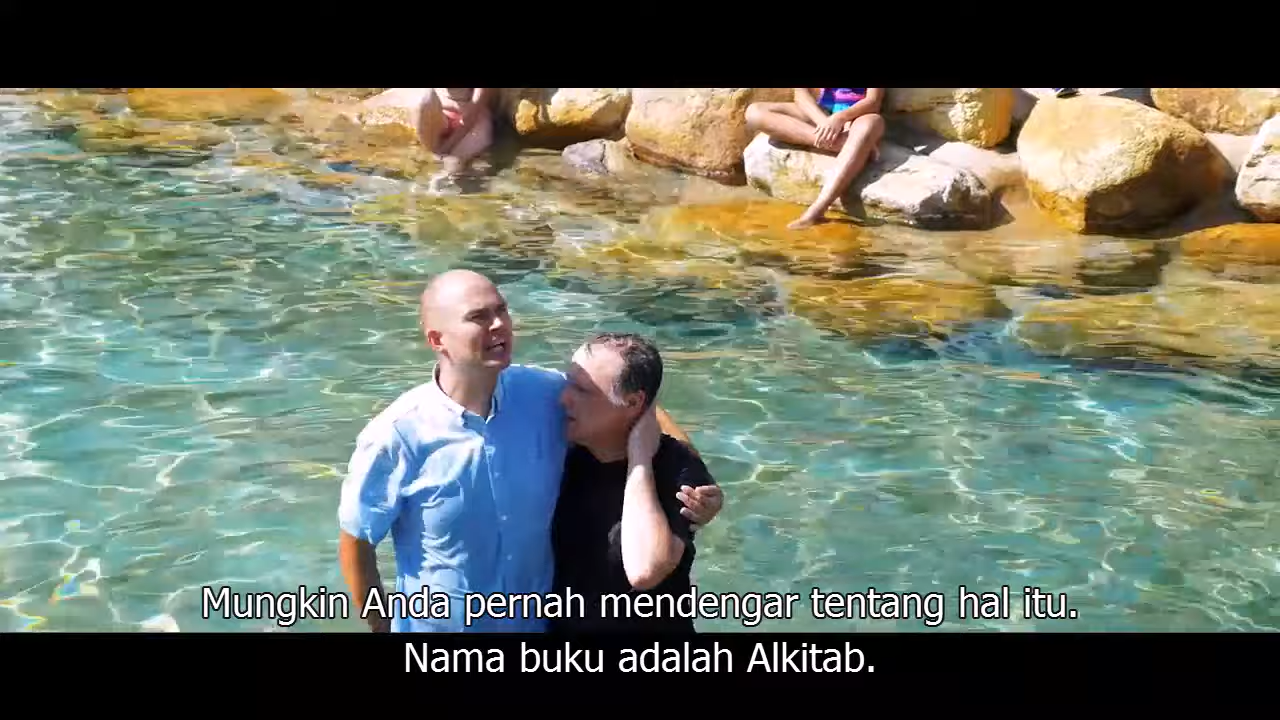 Mungkin Anda pernah mendengar tentang hal itu.
Nama buku adalah Alkitab.